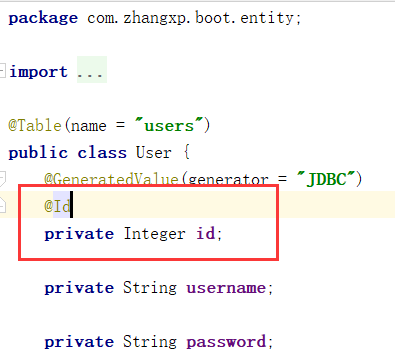 package com.zhangxp.boot.entity;
import ...
@Table(name = "users")
public class User {
@GeneratedValue(generator = "JDBC")
@Id
private Integer id;
private String username;
private String password;